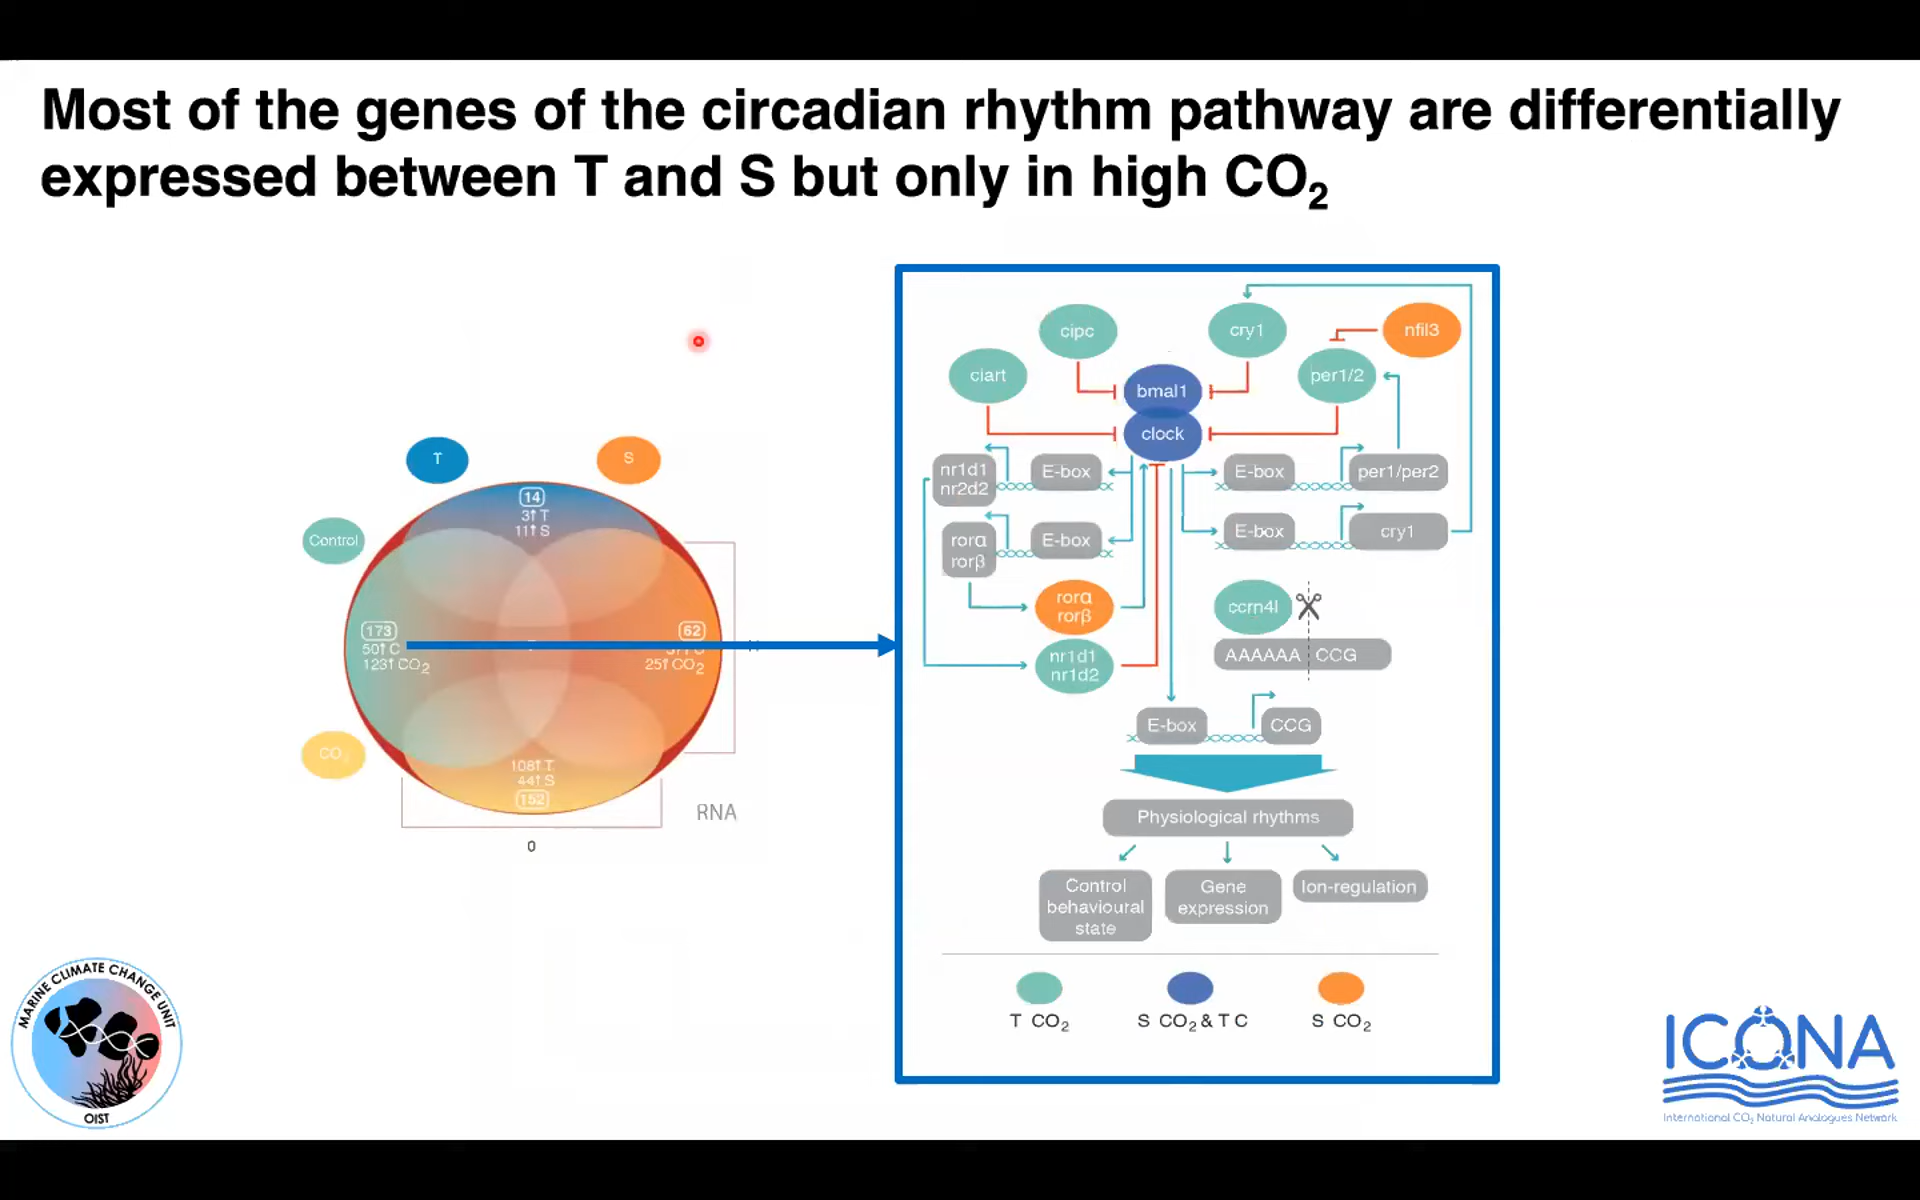 Most of the genes of the circadian rhythm pathway are differentially
expressed between T and S but only in high CO₂
T
S
Control
CO
14
3↑ T
11↑ S
173
50↑ C
123↑ CO₂
62
25↑ CO₂
108↑ T
44↑ S
152
RNA
0
cipc
cry1
nfil3
ciart
bmal1
per1/2
clock
nr1d1
nr2d2
E-box
E-box
per1/per2
rorα
rorβ
E-box
E-box
cry1
rorα
rorβ
ccrn4l
nr1d1
nr1d2
AAAAAA CCG
E-box
CCG
Physiological rhythms
Control
behavioural
state
Gene
expression
Ion-regulation
T CO₂
S CO₂ & T C
S CO₂
MARINE CLIMATE CHANGE UNIT
OIST
ICONA
International CO₂ Natural Analogues Network